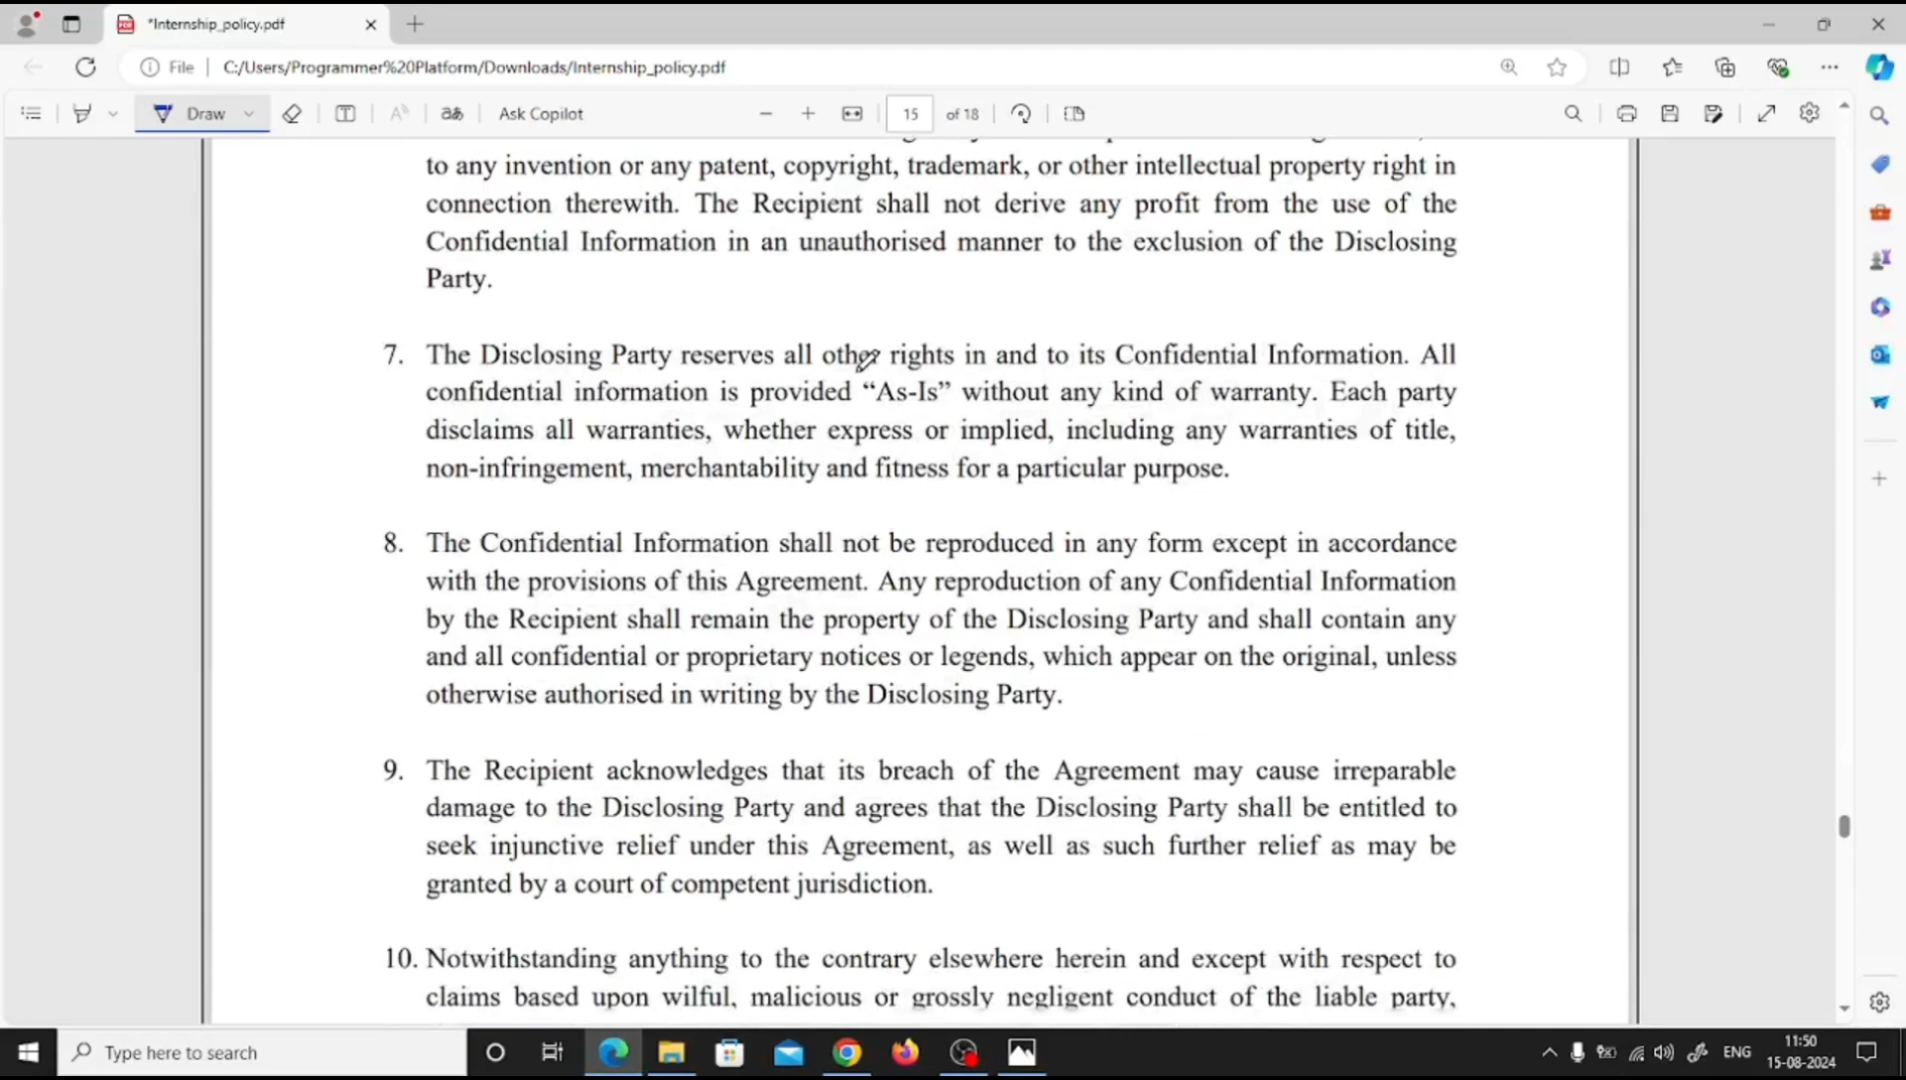 *Internship_policy.pdf
File | C:/Users/Programmer%20Platform/Downloads/Internship_policy.pdf
Draw
Ask Copilot
15 of 18
to any invention or any patent, copyright, trademark, or other intellectual property right in
connection therewith. The Recipient shall not derive any profit from the use of the
Confidential Information in an unauthorised manner to the exclusion of the Disclosing
Party.
7. The Disclosing Party reserves all other rights in and to its Confidential Information. All
confidential information is provided “As-Is” without any kind of warranty. Each party
disclaims all warranties, whether express or implied, including any warranties of title,
non-infringement, merchantability and fitness for a particular purpose.
8. The Confidential Information shall not be reproduced in any form except in accordance
with the provisions of this Agreement. Any reproduction of any Confidential Information
by the Recipient shall remain the property of the Disclosing Party and shall contain any
and all confidential or proprietary notices or legends, which appear on the original, unless
otherwise authorised in writing by the Disclosing Party.
9. The Recipient acknowledges that its breach of the Agreement may cause irreparable
damage to the Disclosing Party and agrees that the Disclosing Party shall be entitled to
seek injunctive relief under this Agreement, as well as such further relief as may be
granted by a court of competent jurisdiction.
10. Notwithstanding anything to the contrary elsewhere herein and except with respect to
claims based upon wilful, malicious or grossly negligent conduct of the liable party,
Type here to search
ENG
11:50
15-08-2024